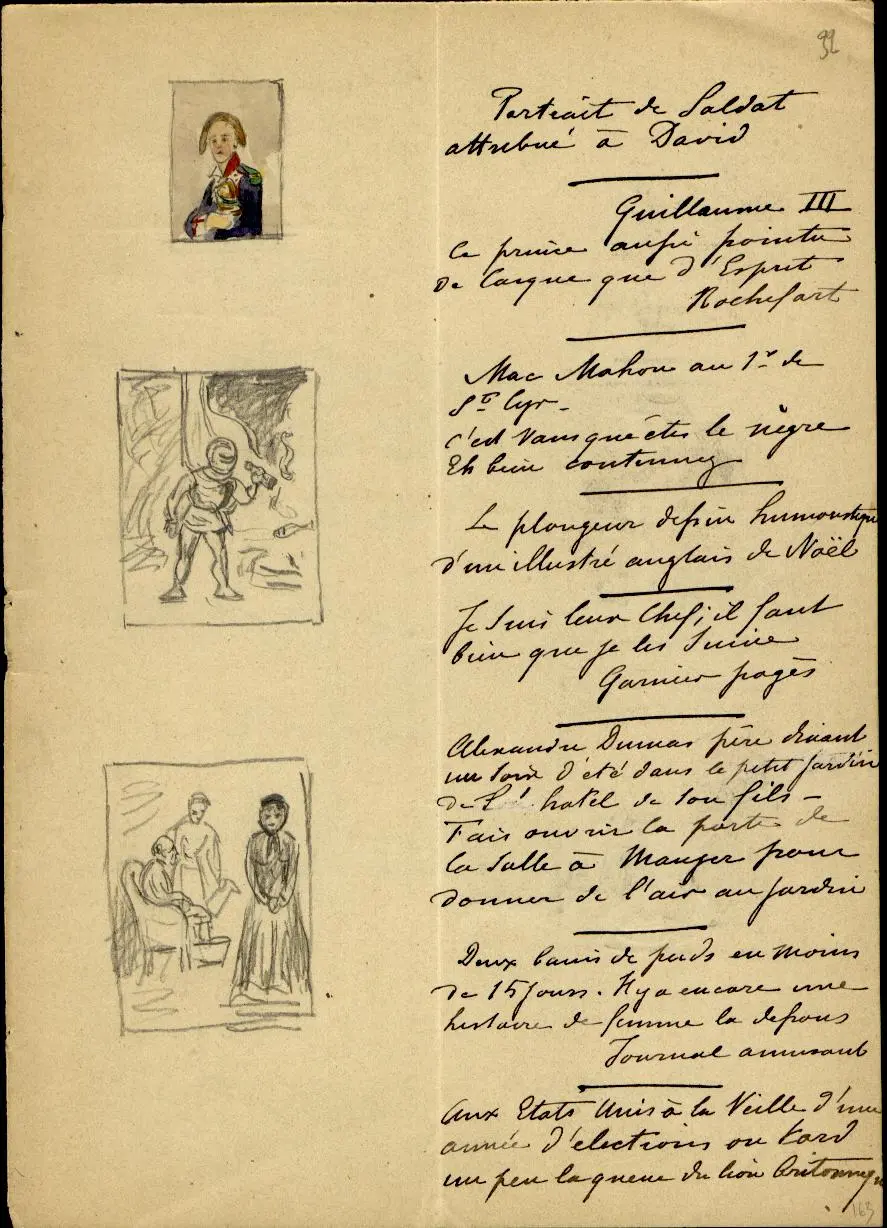 92
Portrait de Soldat
attribué à David
Guillaume III
Ce prince aussi pointu
de Casque que d'Esprit
Rochefort
Mac Mahon au 1er de
St Cyr -
C'est vous qui êtes le nègre
Eh bien continuez
Le plongeur dessin humoristique
d'un illustré anglais de Noël
Je suis leur Chef; il faut
bien que je les suive
Garnier pagès
Alexandre Dumas père disant
un soir d'été dans le petit jardin
de l'hotel de son fils -
Fais ouvrir la porte de
la Salle à Manger pour
donner de l'air au jardin
Deux bains de pieds en moins
de 15 jours. Il y a encore une
histoire de femme là dessous
Journal amusant
Aux Etats Unis à la Veille d'une
année d'élections on tord
un peu la queue du lion Britannique
163